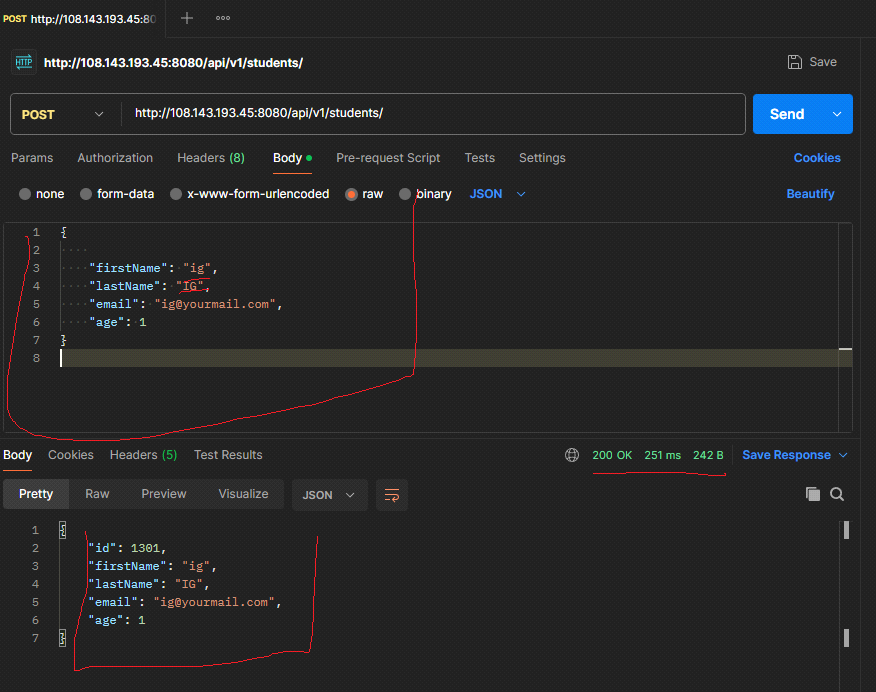 POST http://108.143.193.45:80
HTTP http://108.143.193.45:8080/api/v1/students/ Save
POST http://108.143.193.45:8080/api/v1/students/ Send
Params Authorization Headers (8) Body Pre-request Script Tests Settings Cookies
none form-data x-www-form-urlencoded raw binary JSON Beautify
1 {
2
3 "firstName": "ig",
4 "lastName": "IG",
5 "email": "ig@yourmail.com",
6 "age": 1
7 }
8
Body Cookies Headers (5) Test Results 200 OK 251 ms 242 B Save Response
Pretty Raw Preview Visualize JSON
1 {
2 "id": 1301,
3 "firstName": "ig",
4 "lastName": "IG",
5 "email": "ig@yourmail.com",
6 "age": 1
7 }